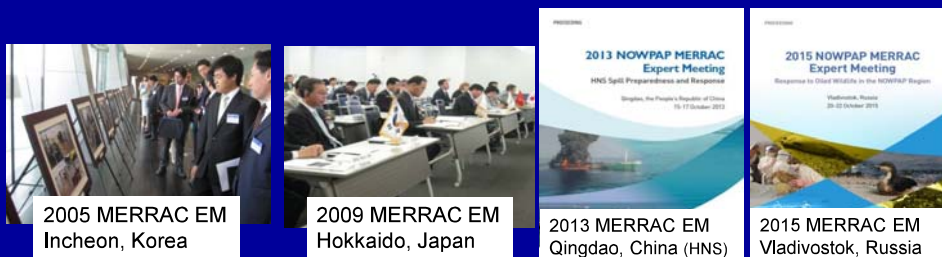 PROCEEDING
2013 NOWPAP MERRAC
Expert Meeting
HNS Spill Preparedness and Response
Qingdao, the People's Republic of China
15-17 October 2013
PROCEEDING
2015 NOWPAP MERRAC
Expert Meeting
Response to Oiled Wildlife in the NOWPAP Region
Vladivostok, Russia
20-22 October 2015
2005 MERRAC EM
Incheon, Korea
2009 MERRAC EM
Hokkaido, Japan
2013 MERRAC EM
Qingdao, China (HNS)
2015 MERRAC EM
Vladivostok, Russia